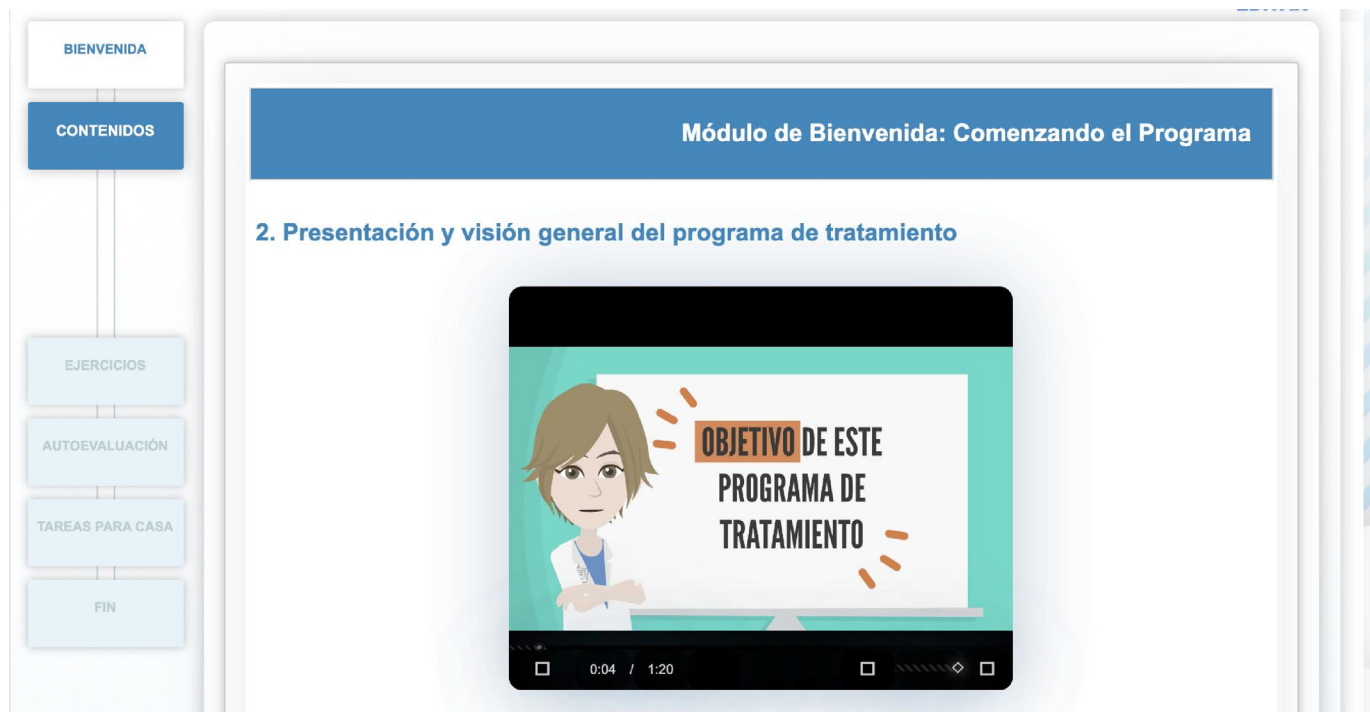 BIENVENIDA
CONTENIDOS
EJERCICIOS
AUTOEVALUACIÓN
TAREAS PARA CASA
FIN
Módulo de Bienvenida: Comenzando el Programa
2. Presentación y visión general del programa de tratamiento
OBJETIVO DE ESTE
PROGRAMA DE
TRATAMIENTO
0:04 / 1:20